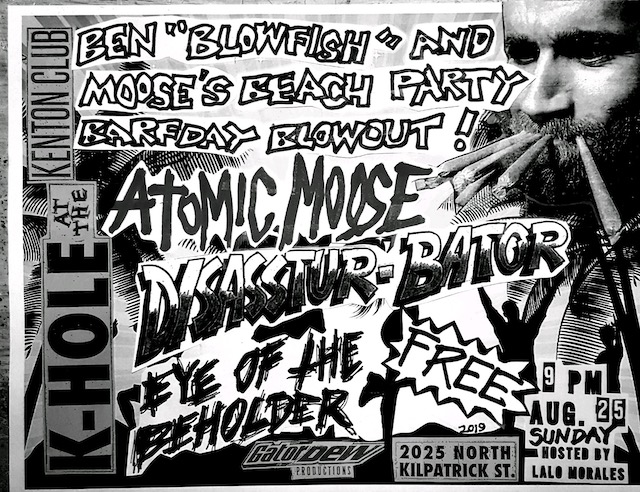 KENTON CLUB
BEN "BLOWFISH" AND
MOOSE'S BEACH PARTY
BARFDAY BLOWOUT!
AT THE
K-HOLE
ATOMIC MOOSE
DISASSTUR-BATOR
EYE OF THE
BEHOLDER
FREE
2019
9 PM
AUG. 25
SUNDAY
HOSTED BY
LALO MORALES
GatorDew
PRODUCTIONS
2025 NORTH
KILPATRICK ST.